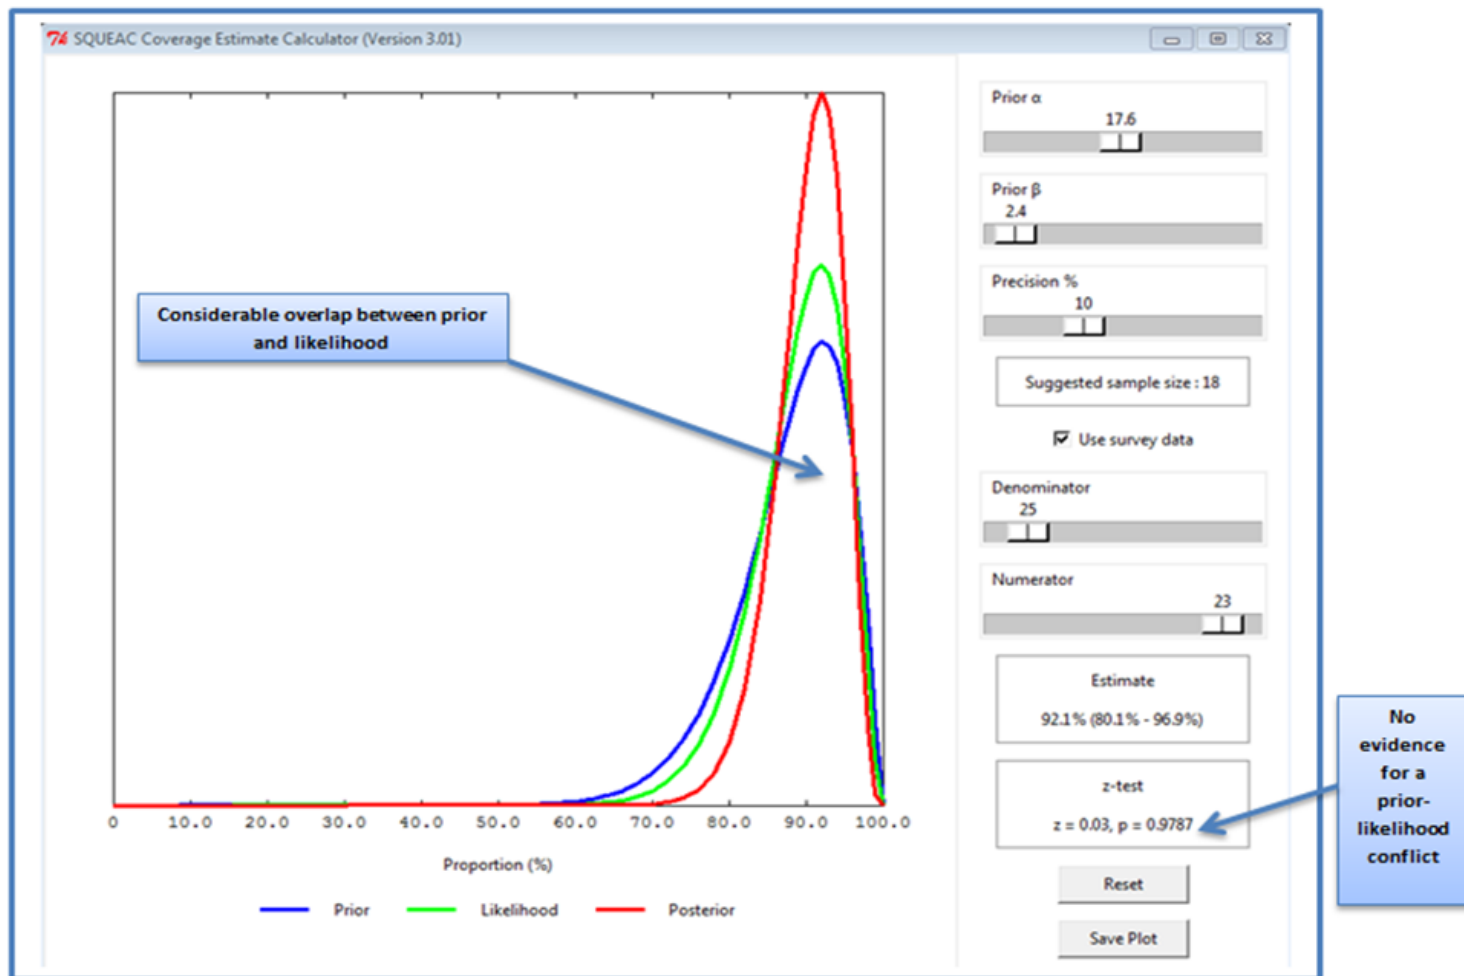 SQUEAC Coverage Estimate Calculator (Version 3.01)
Considerable overlap between prior
and likelihood
0 10.0 20.0 30.0 40.0 50.0 60.0 70.0 80.0 90.0 100.0
Proportion (%)
Prior Likelihood Posterior
Prior α
17.6
Prior β
2.4
Precision %
10
Suggested sample size : 18
Use survey data
Denominator
25
Numerator
23
Estimate
92.1% (80.1% - 96.9%)
z-test
z = 0.03, p = 0.9787
Reset
Save Plot
No
evidence
for a
prior-
likelihood
conflict